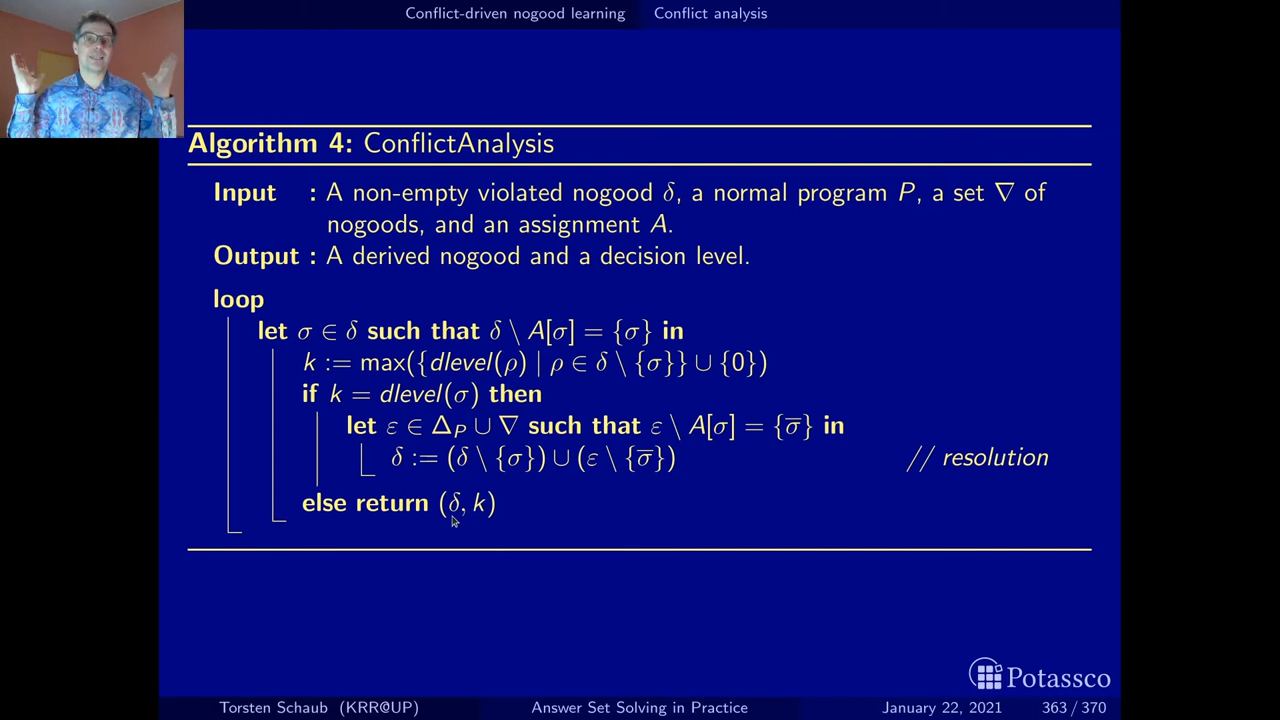 Conflict-driven nogood learning Conflict analysis
Algorithm 4: ConflictAnalysis
Input : A non-empty violated nogood δ, a normal program P, a set ∇ of
nogoods, and an assignment A.
Output : A derived nogood and a decision level.
loop
let σ ∈ δ such that δ \ A[σ] = {σ} in
k := max({dlevel(ρ) | ρ ∈ δ \ {σ}} ∪ {0})
if k = dlevel(σ) then
let ε ∈ Δ_P ∪ ∇ such that ε \ A[σ] = {σ̅} in
δ := (δ \ {σ}) ∪ (ε \ {σ̅}) // resolution
else return (δ, k)
Potassco
Torsten Schaub (KRR@UP) Answer Set Solving in Practice January 22, 2021 363 / 370